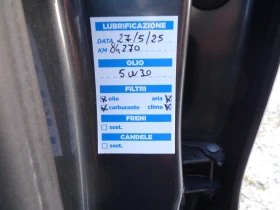 LUBRIFICAZIONE
DATA 27/5/25
KM 84270
OLIO
5W30
FILTRI
olio aria
carburante clima
FRENI
sost.
CANDELE
sost.